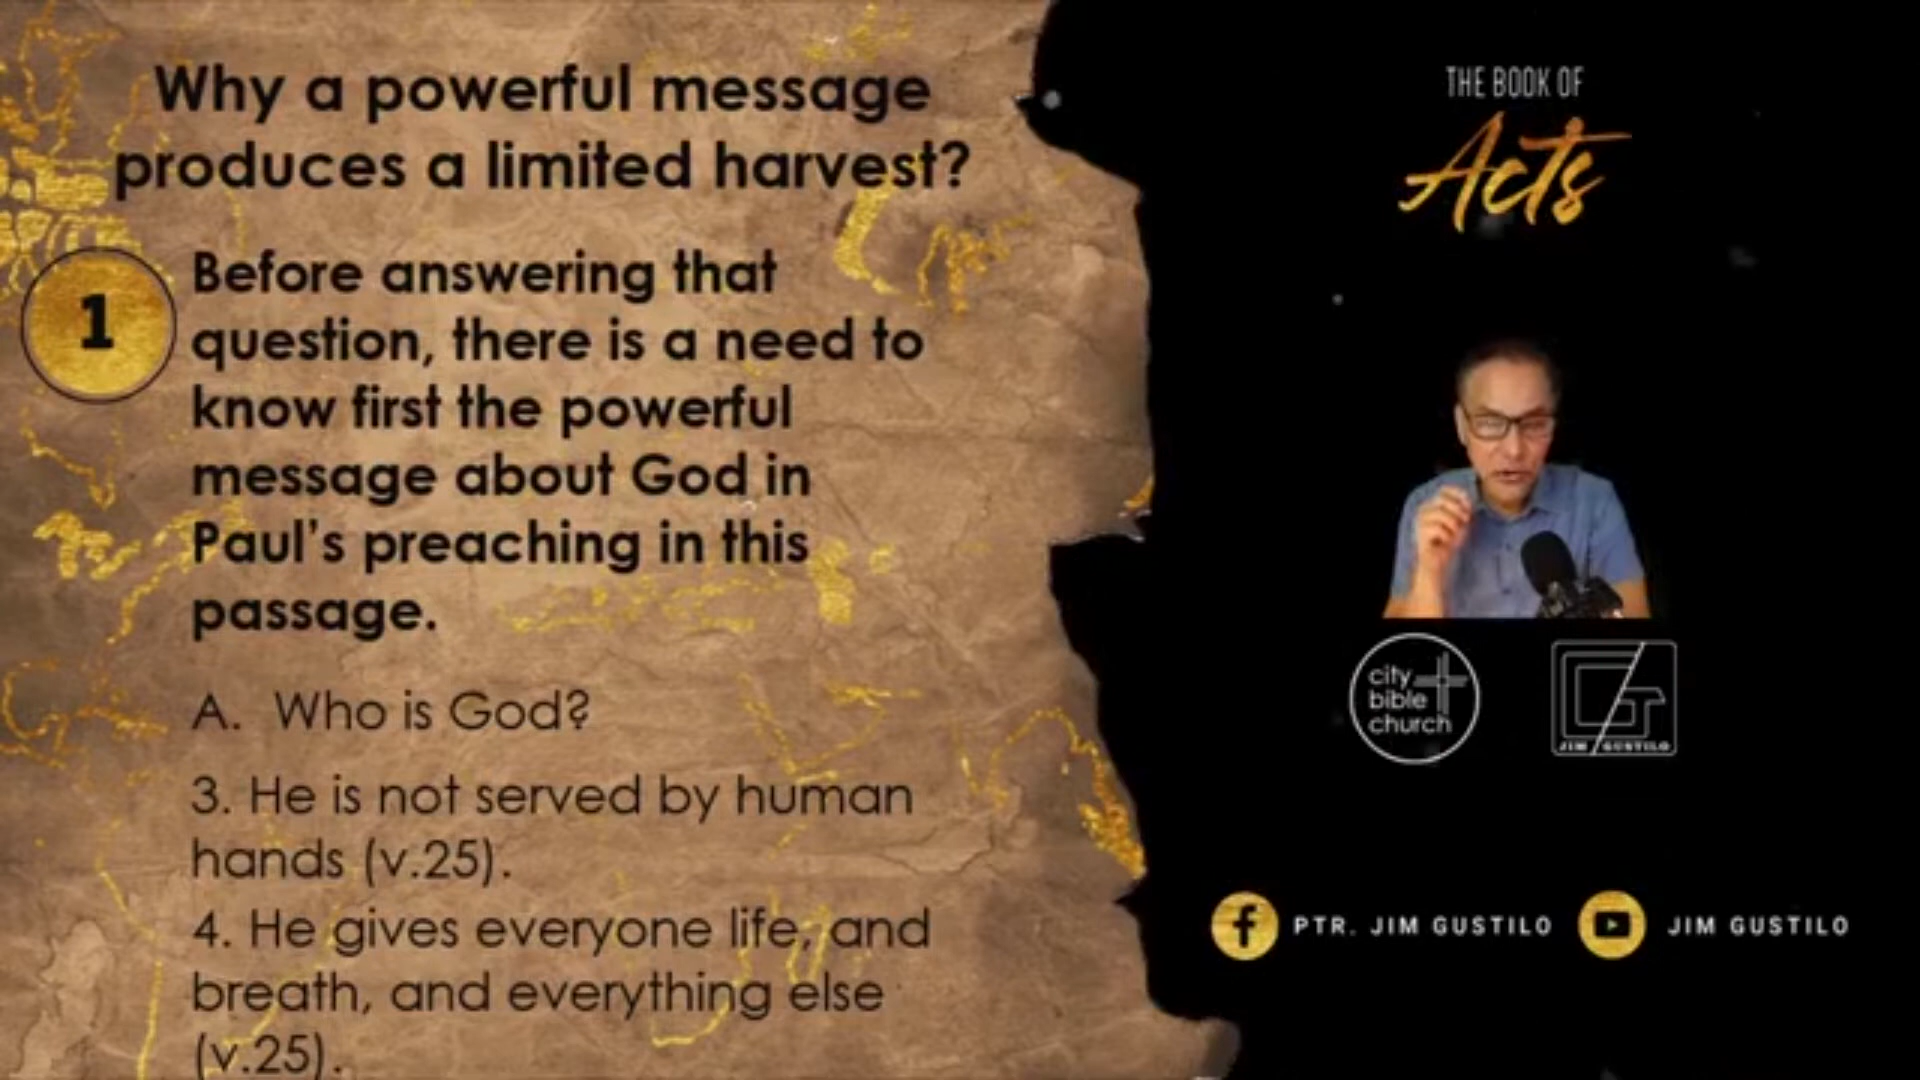 Why a powerful message
produces a limited harvest?
1
Before answering that
question, there is a need to
know first the powerful
message about God in
Paul's preaching in this
passage.
A. Who is God?
3. He is not served by human
hands (v.25).
4. He gives everyone life, and
breath, and everything else
(v.25).
THE BOOK OF
Acts
city
bible
church
JIM GUSTILO
PTR. JIM GUSTILO
JIM GUSTILO